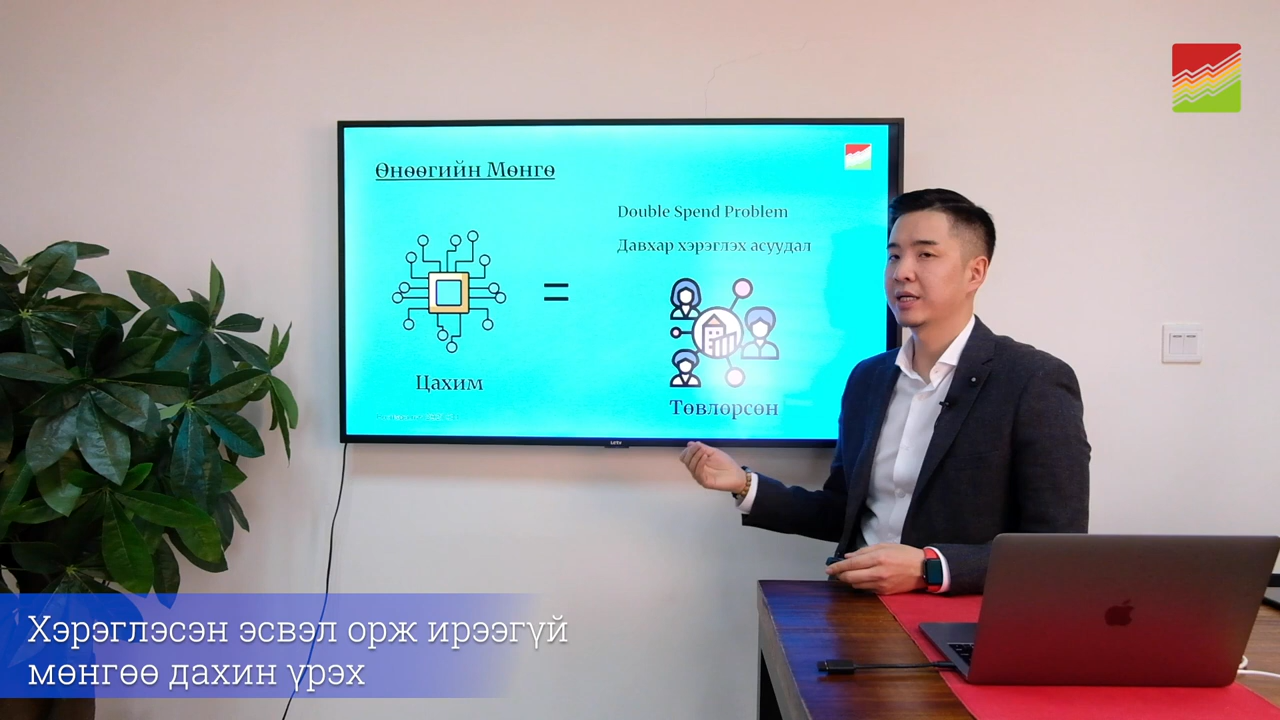 Өнөөгийн Мөнгө
Double Spend Problem
Давхар хэрэглэх асуудал
=
Цахим
Төвлөрсөн
Хэрэглэсэн эсвэл орж ирээгүй
мөнгөө дахин үрэх